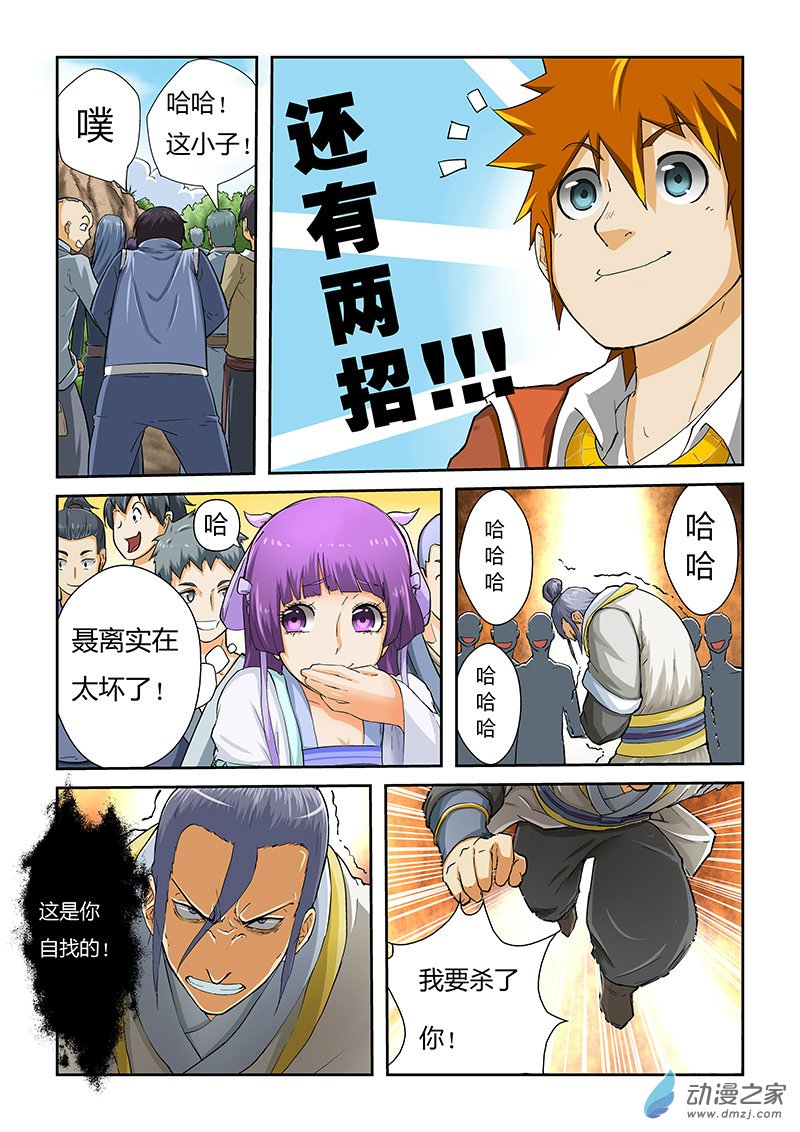 噗
哈哈！
这小子！
还有两招!!!
哈
聂离实在
太坏了！
哈哈哈
哈哈
哈哈哈
这是你
自找的！
我要杀了
你！
动漫之家
www.dmzj.com